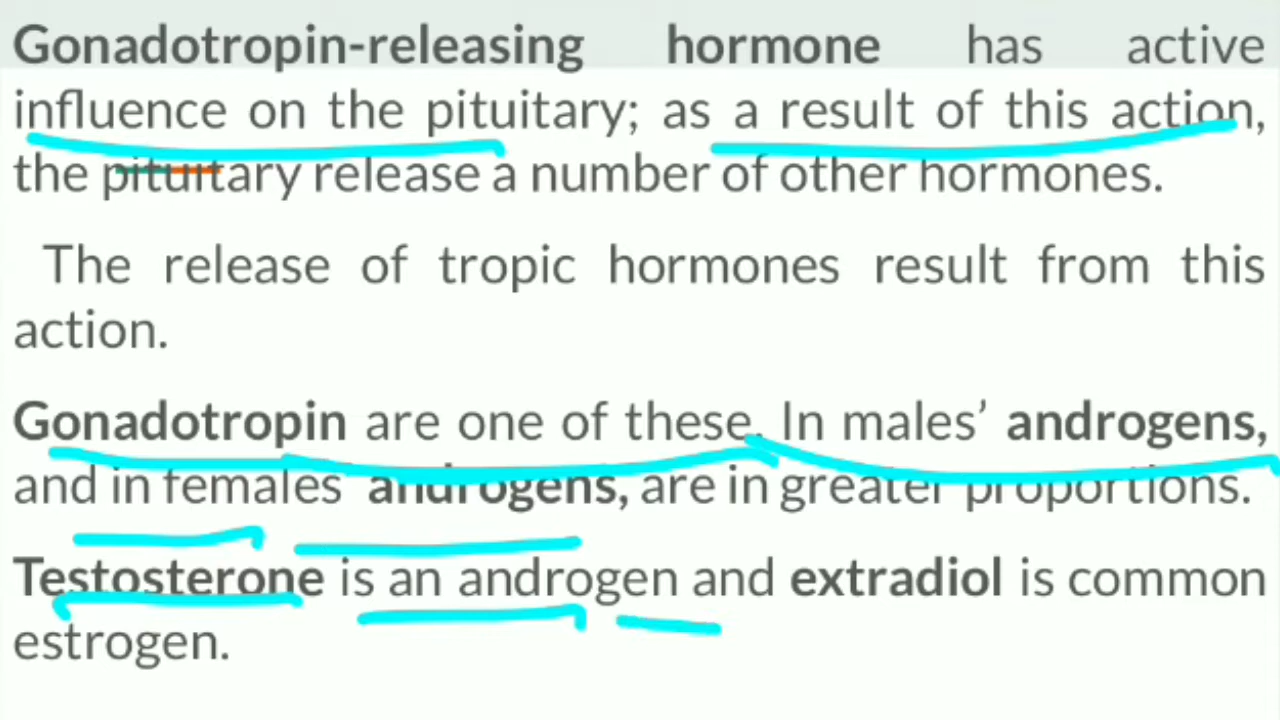 Gonadotropin-releasing hormone has active
influence on the pituitary; as a result of this action,
the pituitary release a number of other hormones.
The release of tropic hormones result from this
action.
Gonadotropin are one of these. In males’ androgens,
and in females’ androgens, are in greater proportions.
Testosterone is an androgen and extradiol is common
estrogen.